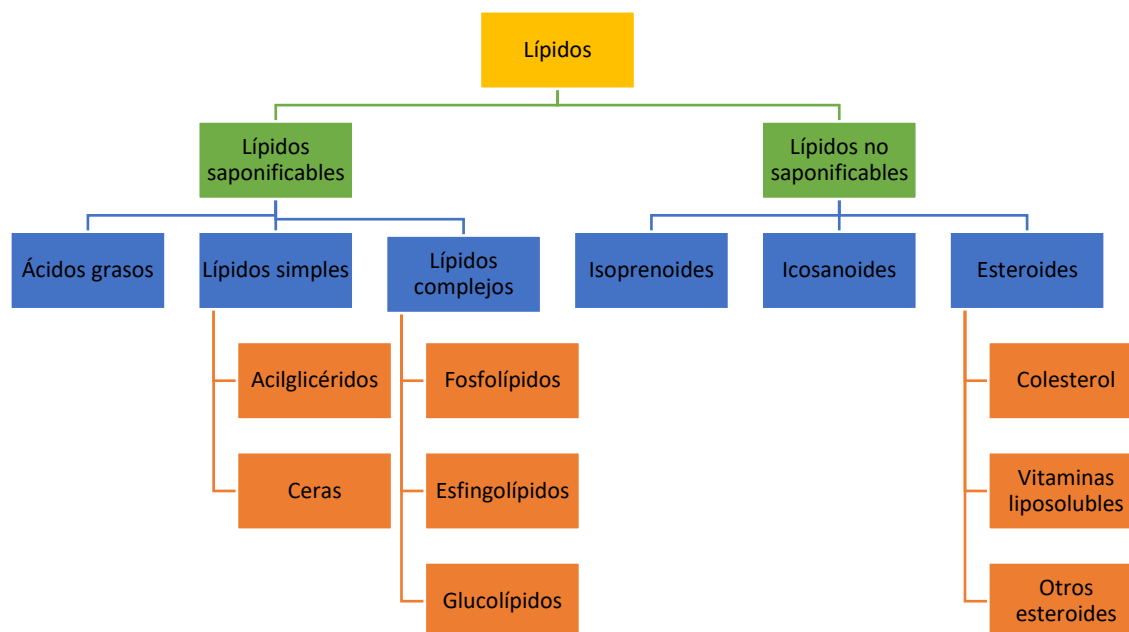 Lípidos
Lípidos
saponificables
Lípidos no
saponificables
Ácidos grasos
Lípidos simples
Lípidos
complejos
Isoprenoides
Icosanoides
Esteroides
Acilglicéridos
Fosfolípidos
Colesterol
Ceras
Esfingolípidos
Vitaminas
liposolubles
Glucolípidos
Otros
esteroides